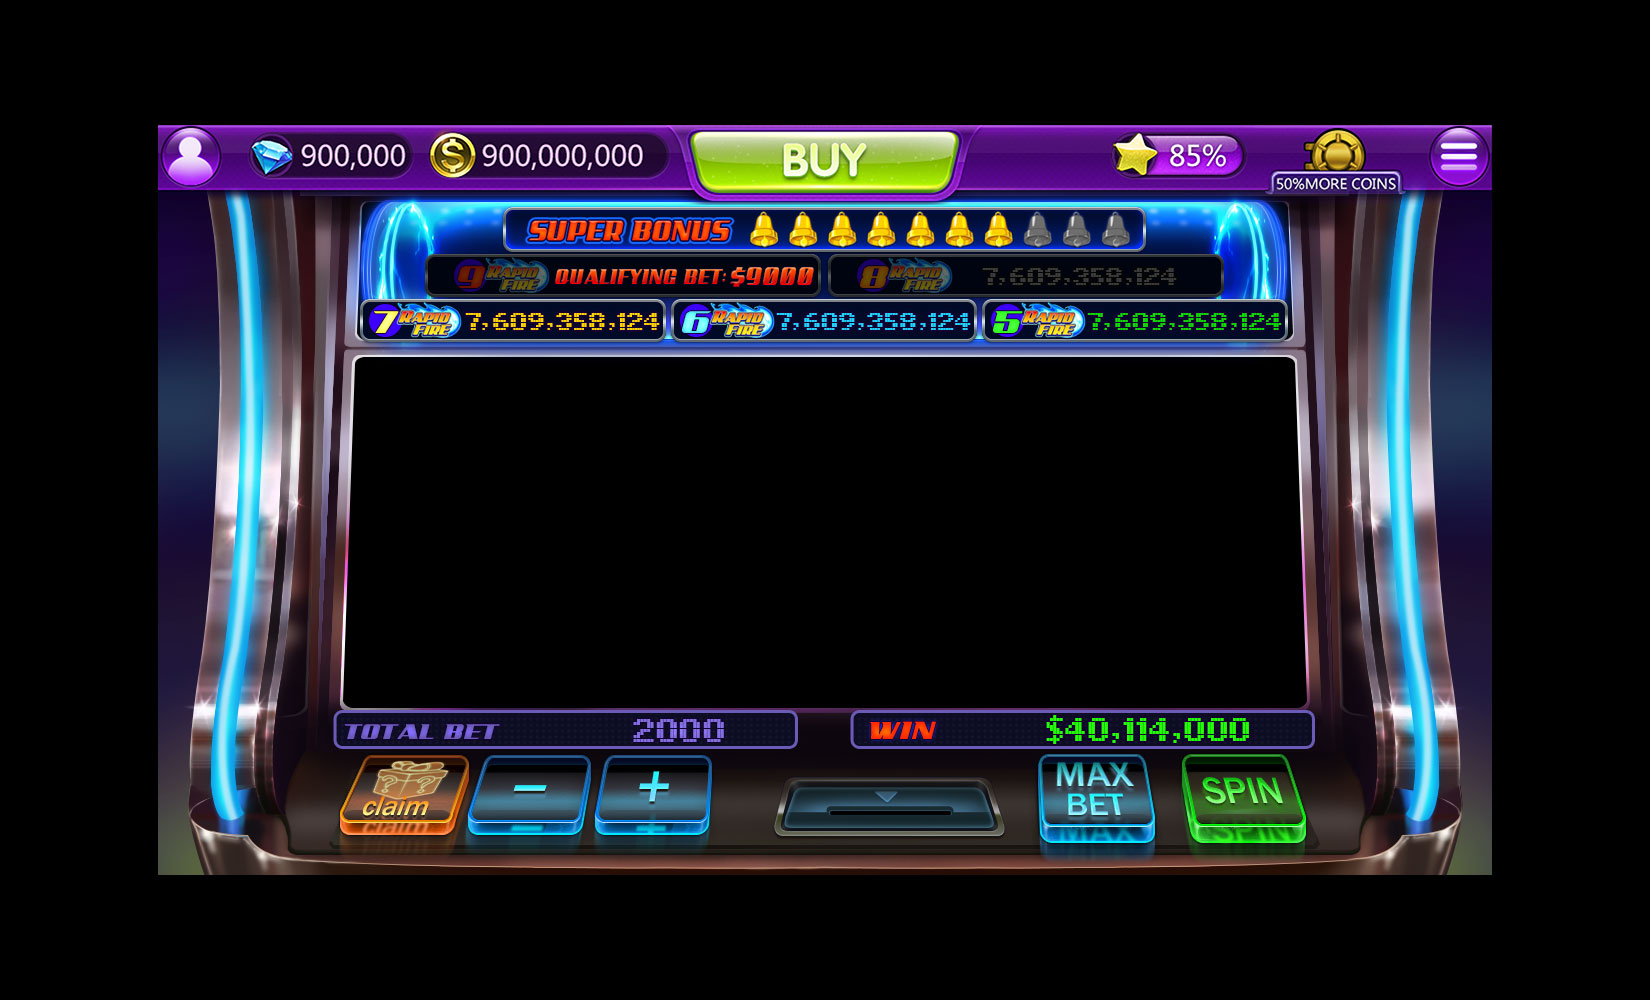 900,000
900,000,000
BUY
85%
50%MORE COINS
SUPER BONUS
9 RAPID FIRE QUALIFYING BET: $9000
8 RAPID FIRE 7,609,358,124
7 RAPID FIRE 7,609,358,124
6 RAPID FIRE 7,609,358,124
5 RAPID FIRE 7,609,358,124
TOTAL BET 2000
WIN $40,114,000
? ?
claim
− +
MAX
BET
SPIN